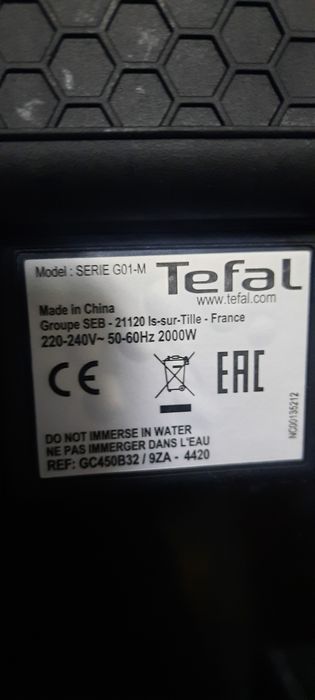 Model : SERIE G01-M
Tefal
www.tefal.com
Made in China
Groupe SEB - 21120 Is-sur-Tille - France
220-240V~ 50-60Hz 2000W
CE
EAC
DO NOT IMMERSE IN WATER
NE PAS IMMERGER DANS L'EAU
REF: GC450B32 / 9ZA - 4420
NC00135212